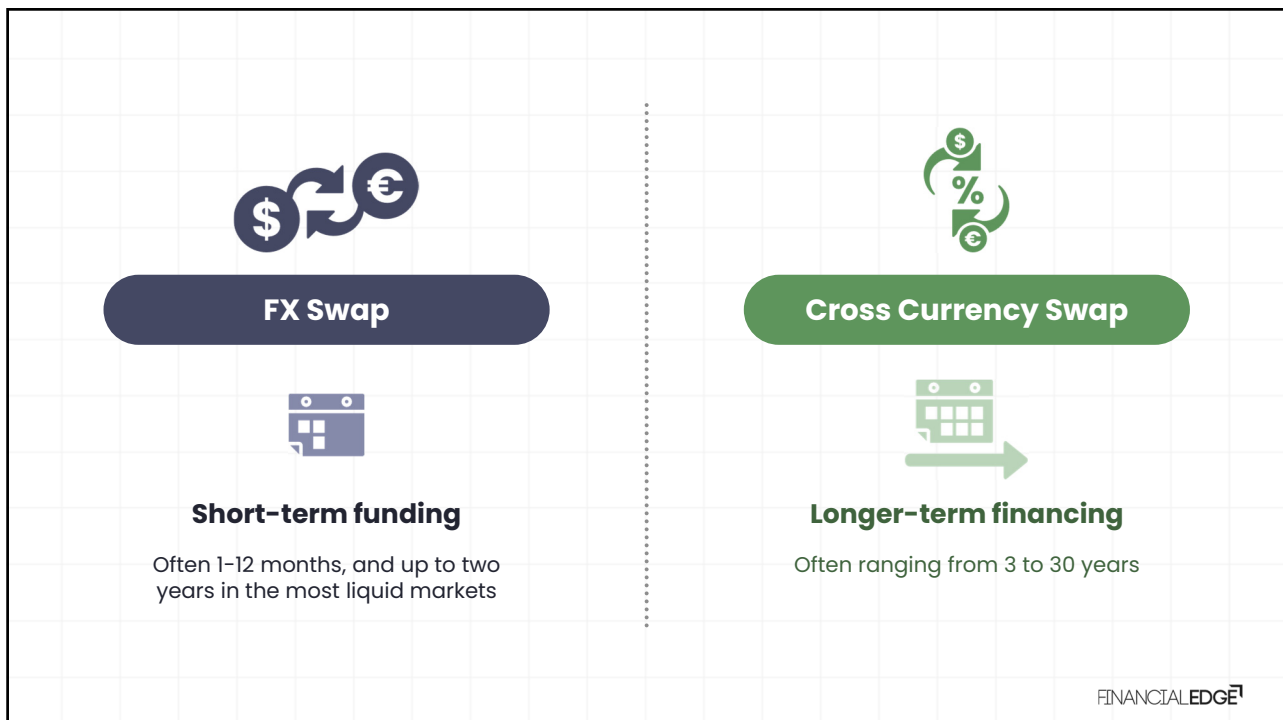 $
€
FX Swap
Short-term funding
Often 1-12 months, and up to two
years in the most liquid markets
$
%
€
Cross Currency Swap
Longer-term financing
Often ranging from 3 to 30 years
FINANCIALEDGE